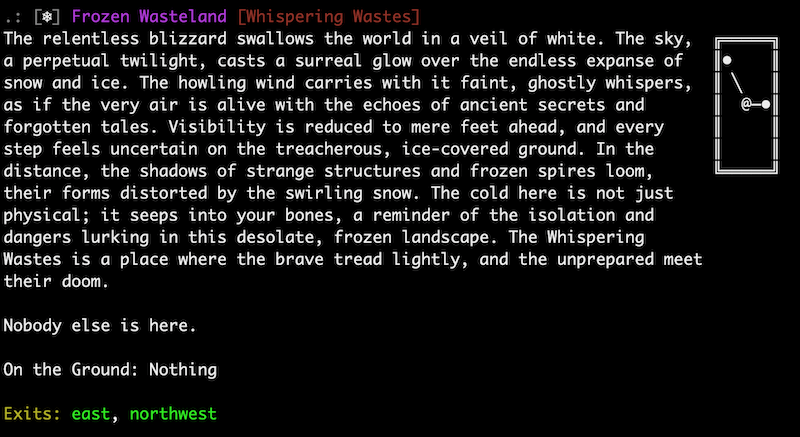 .: [❄] Frozen Wasteland [Whispering Wastes]
The relentless blizzard swallows the world in a veil of white. The sky,
a perpetual twilight, casts a surreal glow over the endless expanse of
snow and ice. The howling wind carries with it faint, ghostly whispers,
as if the very air is alive with the echoes of ancient secrets and
forgotten tales. Visibility is reduced to mere feet ahead, and every
step feels uncertain on the treacherous, ice-covered ground. In the
distance, the shadows of strange structures and frozen spires loom,
their forms distorted by the swirling snow. The cold here is not just
physical; it seeps into your bones, a reminder of the isolation and
dangers lurking in this desolate, frozen landscape. The Whispering
Wastes is a place where the brave tread lightly, and the unprepared meet
their doom.
Nobody else is here.
On the Ground: Nothing
Exits: east, northwest
@